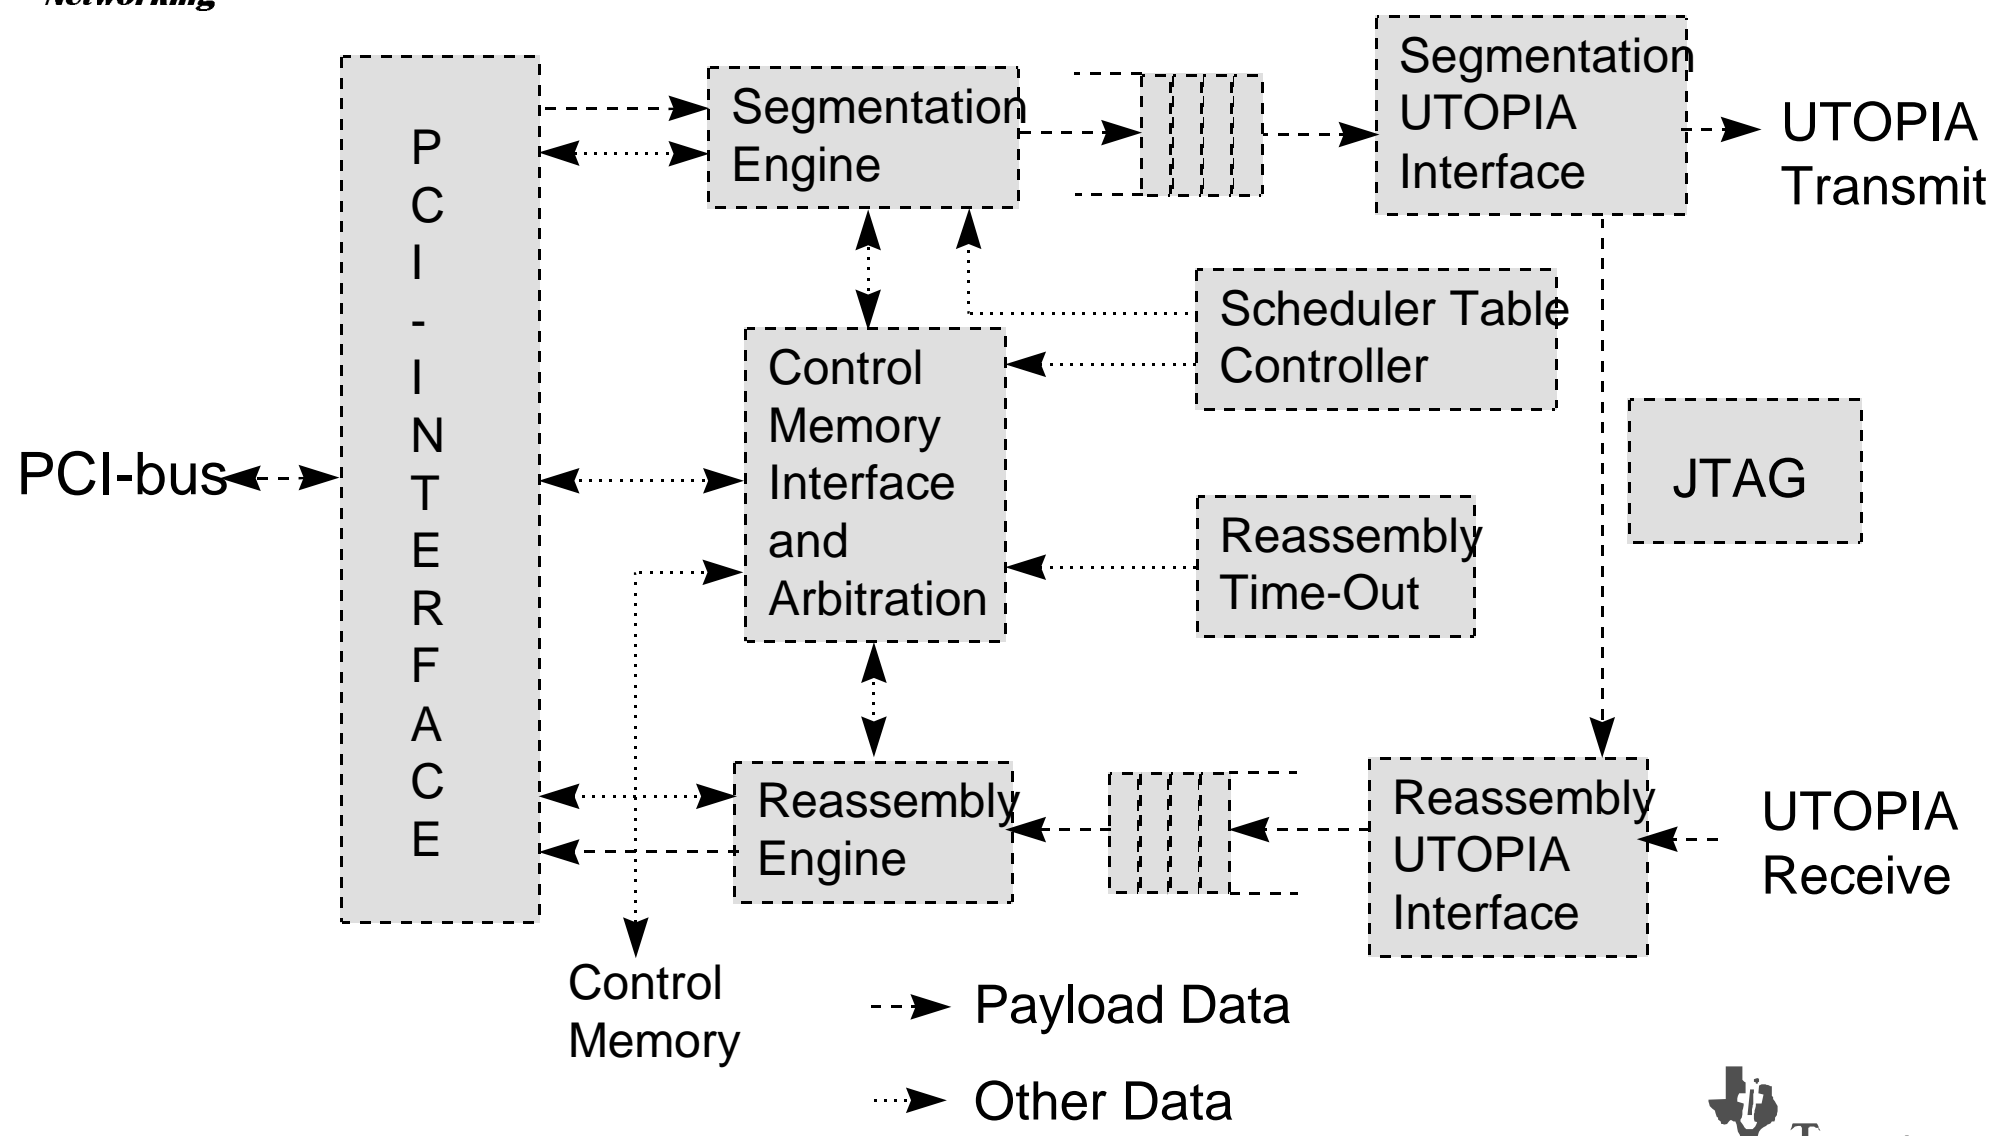 Networking
Segmentation
UTOPIA
Interface
Segmentation
Engine
UTOPIA
Transmit
P
C
I
-
I
N
T
E
R
F
A
C
E
Scheduler Table
Controller
Control
Memory
Interface
and
Arbitration
PCI-bus
JTAG
Reassembly
Time-Out
Reassembly
Engine
Reassembly
UTOPIA
Interface
UTOPIA
Receive
Control
Memory
Payload Data
Other Data